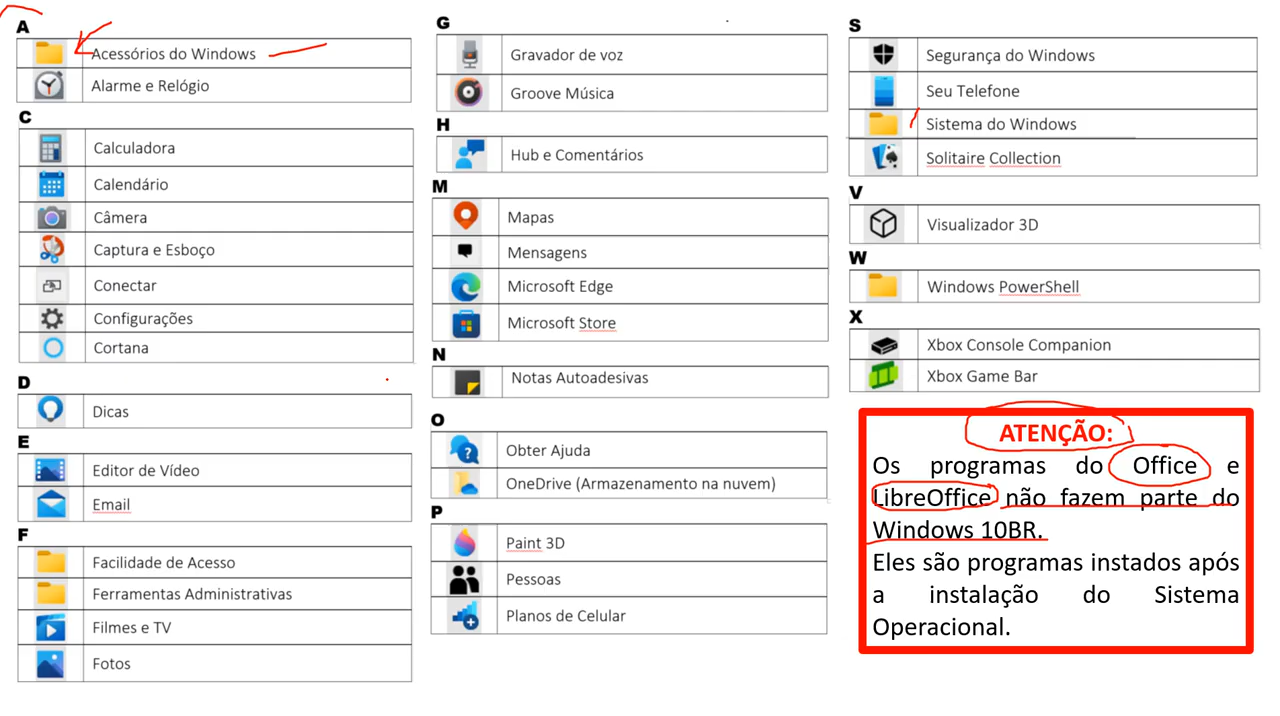 A
Acessórios do Windows
Alarme e Relógio
C
Calculadora
Calendário
Câmera
Captura e Esboço
Conectar
Configurações
Cortana
D
Dicas
E
Editor de Vídeo
Email
F
Facilidade de Acesso
Ferramentas Administrativas
Filmes e TV
Fotos
G
Gravador de voz
Groove Música
H
Hub e Comentários
M
Mapas
Mensagens
Microsoft Edge
Microsoft Store
N
Notas Autoadesivas
O
Obter Ajuda
OneDrive (Armazenamento na nuvem)
P
Paint 3D
Pessoas
Planos de Celular
S
Segurança do Windows
Seu Telefone
Sistema do Windows
Solitaire Collection
V
Visualizador 3D
W
Windows PowerShell
X
Xbox Console Companion
Xbox Game Bar
ATENÇÃO:
Os programas do Office e
LibreOffice não fazem parte do
Windows 10BR.
Eles são programas instados após
a instalação do Sistema
Operacional.